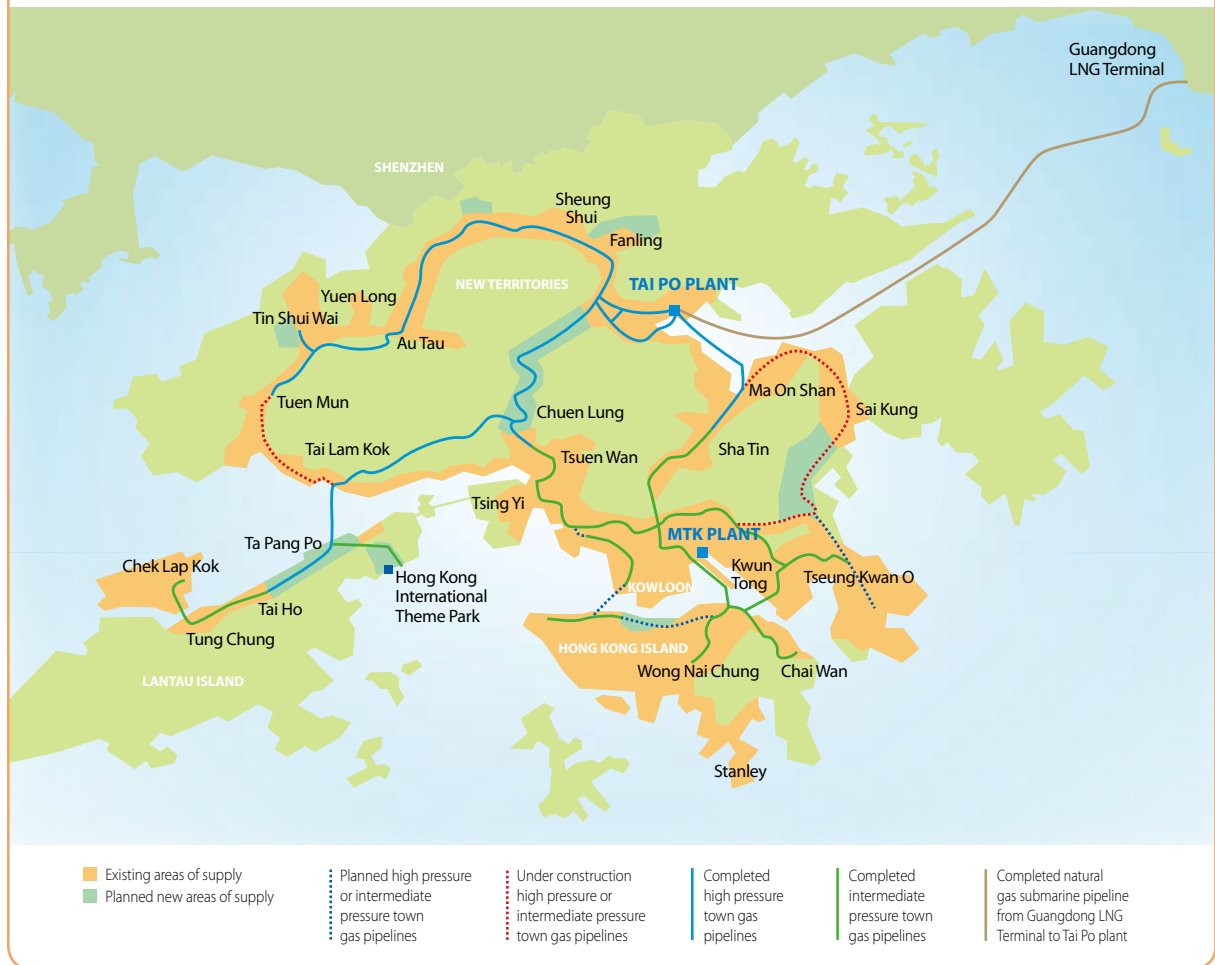 Guangdong
LNG Terminal
SHENZHEN
Sheung
Shui
Fanling
NEW TERRITORIES
TAI PO PLANT
Yuen Long
Tin Shui Wai
Au Tau
Tuen Mun
Chuen Lung
Ma On Shan
Sai Kung
Tai Lam Kok
Tsuen Wan
Sha Tin
Tsing Yi
MTK PLANT
Ta Pang Po
Chek Lap Kok
Hong Kong
International
Theme Park
KOWLOON
Kwun
Tong
Tseung Kwan O
Tai Ho
Tung Chung
HONG KONG ISLAND
Wong Nai Chung
Chai Wan
LANTAU ISLAND
Stanley
Existing areas of supply
Planned new areas of supply
Planned high pressure
or intermediate
pressure town
gas pipelines
Under construction
high pressure or
intermediate pressure
town gas pipelines
Completed
high pressure
town gas
pipelines
Completed
intermediate
pressure town
gas pipelines
Completed natural
gas submarine pipeline
from Guangdong LNG
Terminal to Tai Po plant